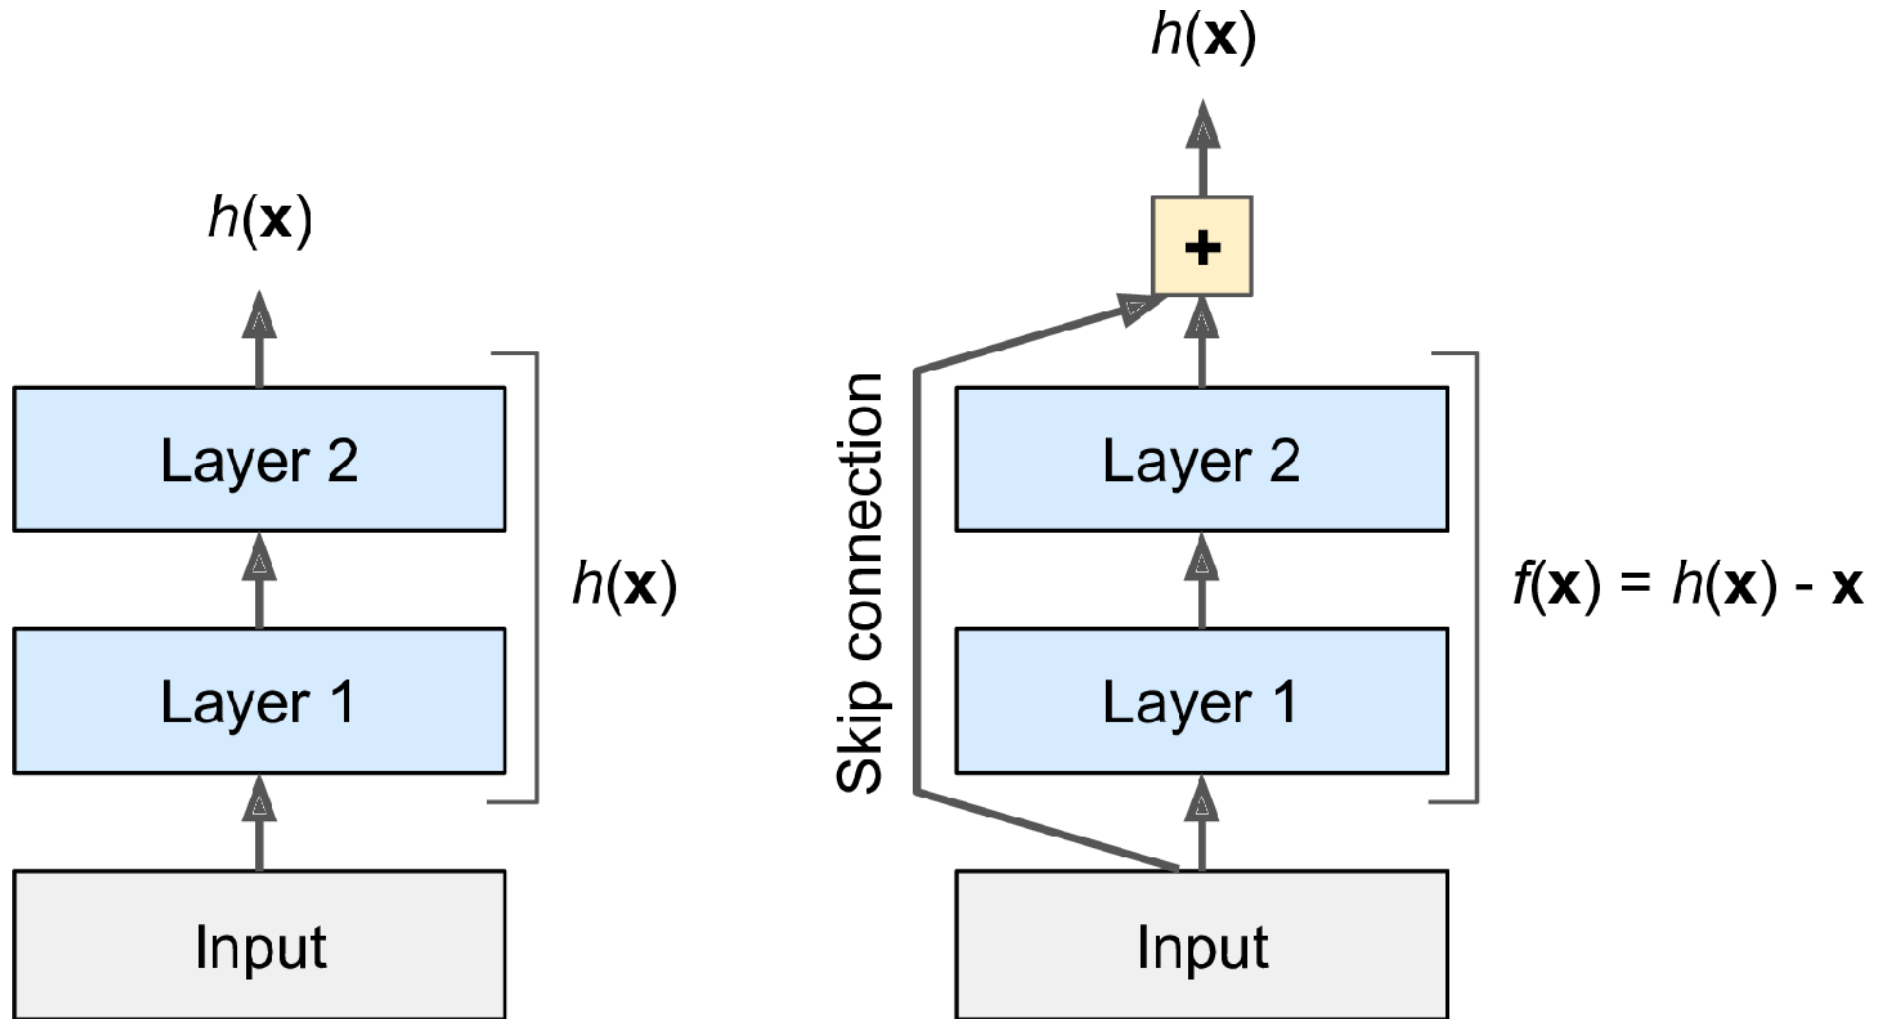 h(x)
Layer 2
h(x)
Layer 1
Input
h(x)
+
Skip connection
Layer 2
f(x) = h(x) - x
Layer 1
Input